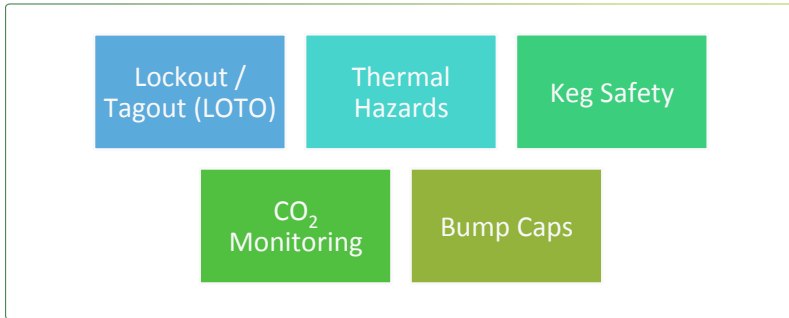 Lockout /
Tagout (LOTO)
Thermal
Hazards
Keg Safety
CO₂
Monitoring
Bump Caps